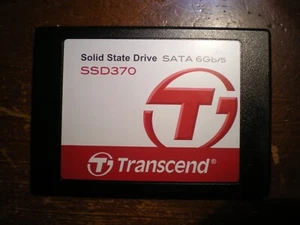 Solid State Drive SATA 6Gb/s
SSD370
Transcend®